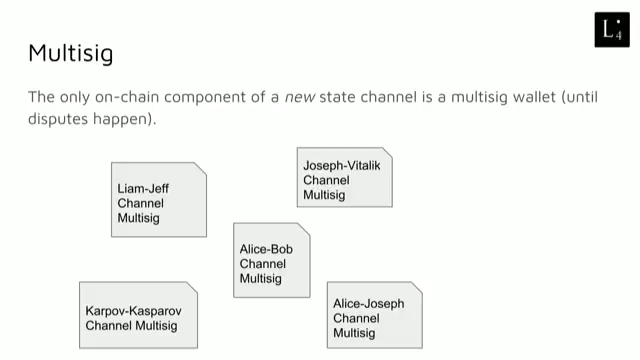 L4
Multisig
The only on-chain component of a new state channel is a multisig wallet (until
disputes happen).
Liam-Jeff
Channel
Multisig
Joseph-Vitalik
Channel
Multisig
Alice-Bob
Channel
Multisig
Karpov-Kasparov
Channel Multisig
Alice-Joseph
Channel
Multisig